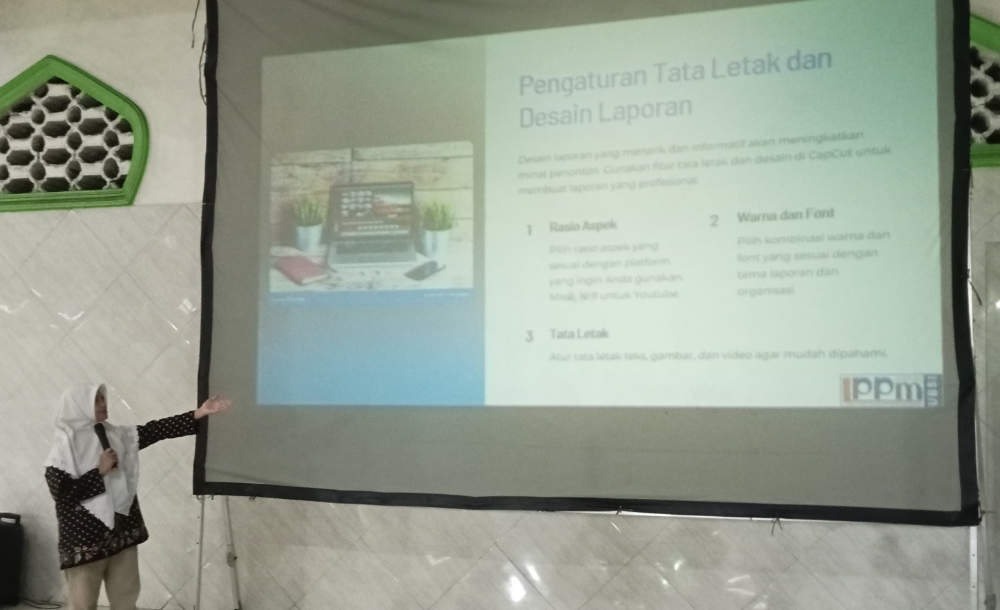 Pengaturan Tata Letak dan
Desain Laporan
Desain laporan yang menarik dan informatif akan meningkatkan
minat penonton. Gunakan fitur tata letak dan desain di CapCut untuk
membuat laporan yang profesional.
1 Rasio Aspek
Pilih rasio aspek yang
sesuai dengan platform
yang ingin Anda gunakan.
Misal, 16:9 untuk Youtube.
2 Warna dan Font
Pilih kombinasi warna dan
font yang sesuai dengan
tema laporan dan
organisasi.
3 Tata Letak
Atur tata letak teks, gambar, dan video agar mudah dipahami.
lppm